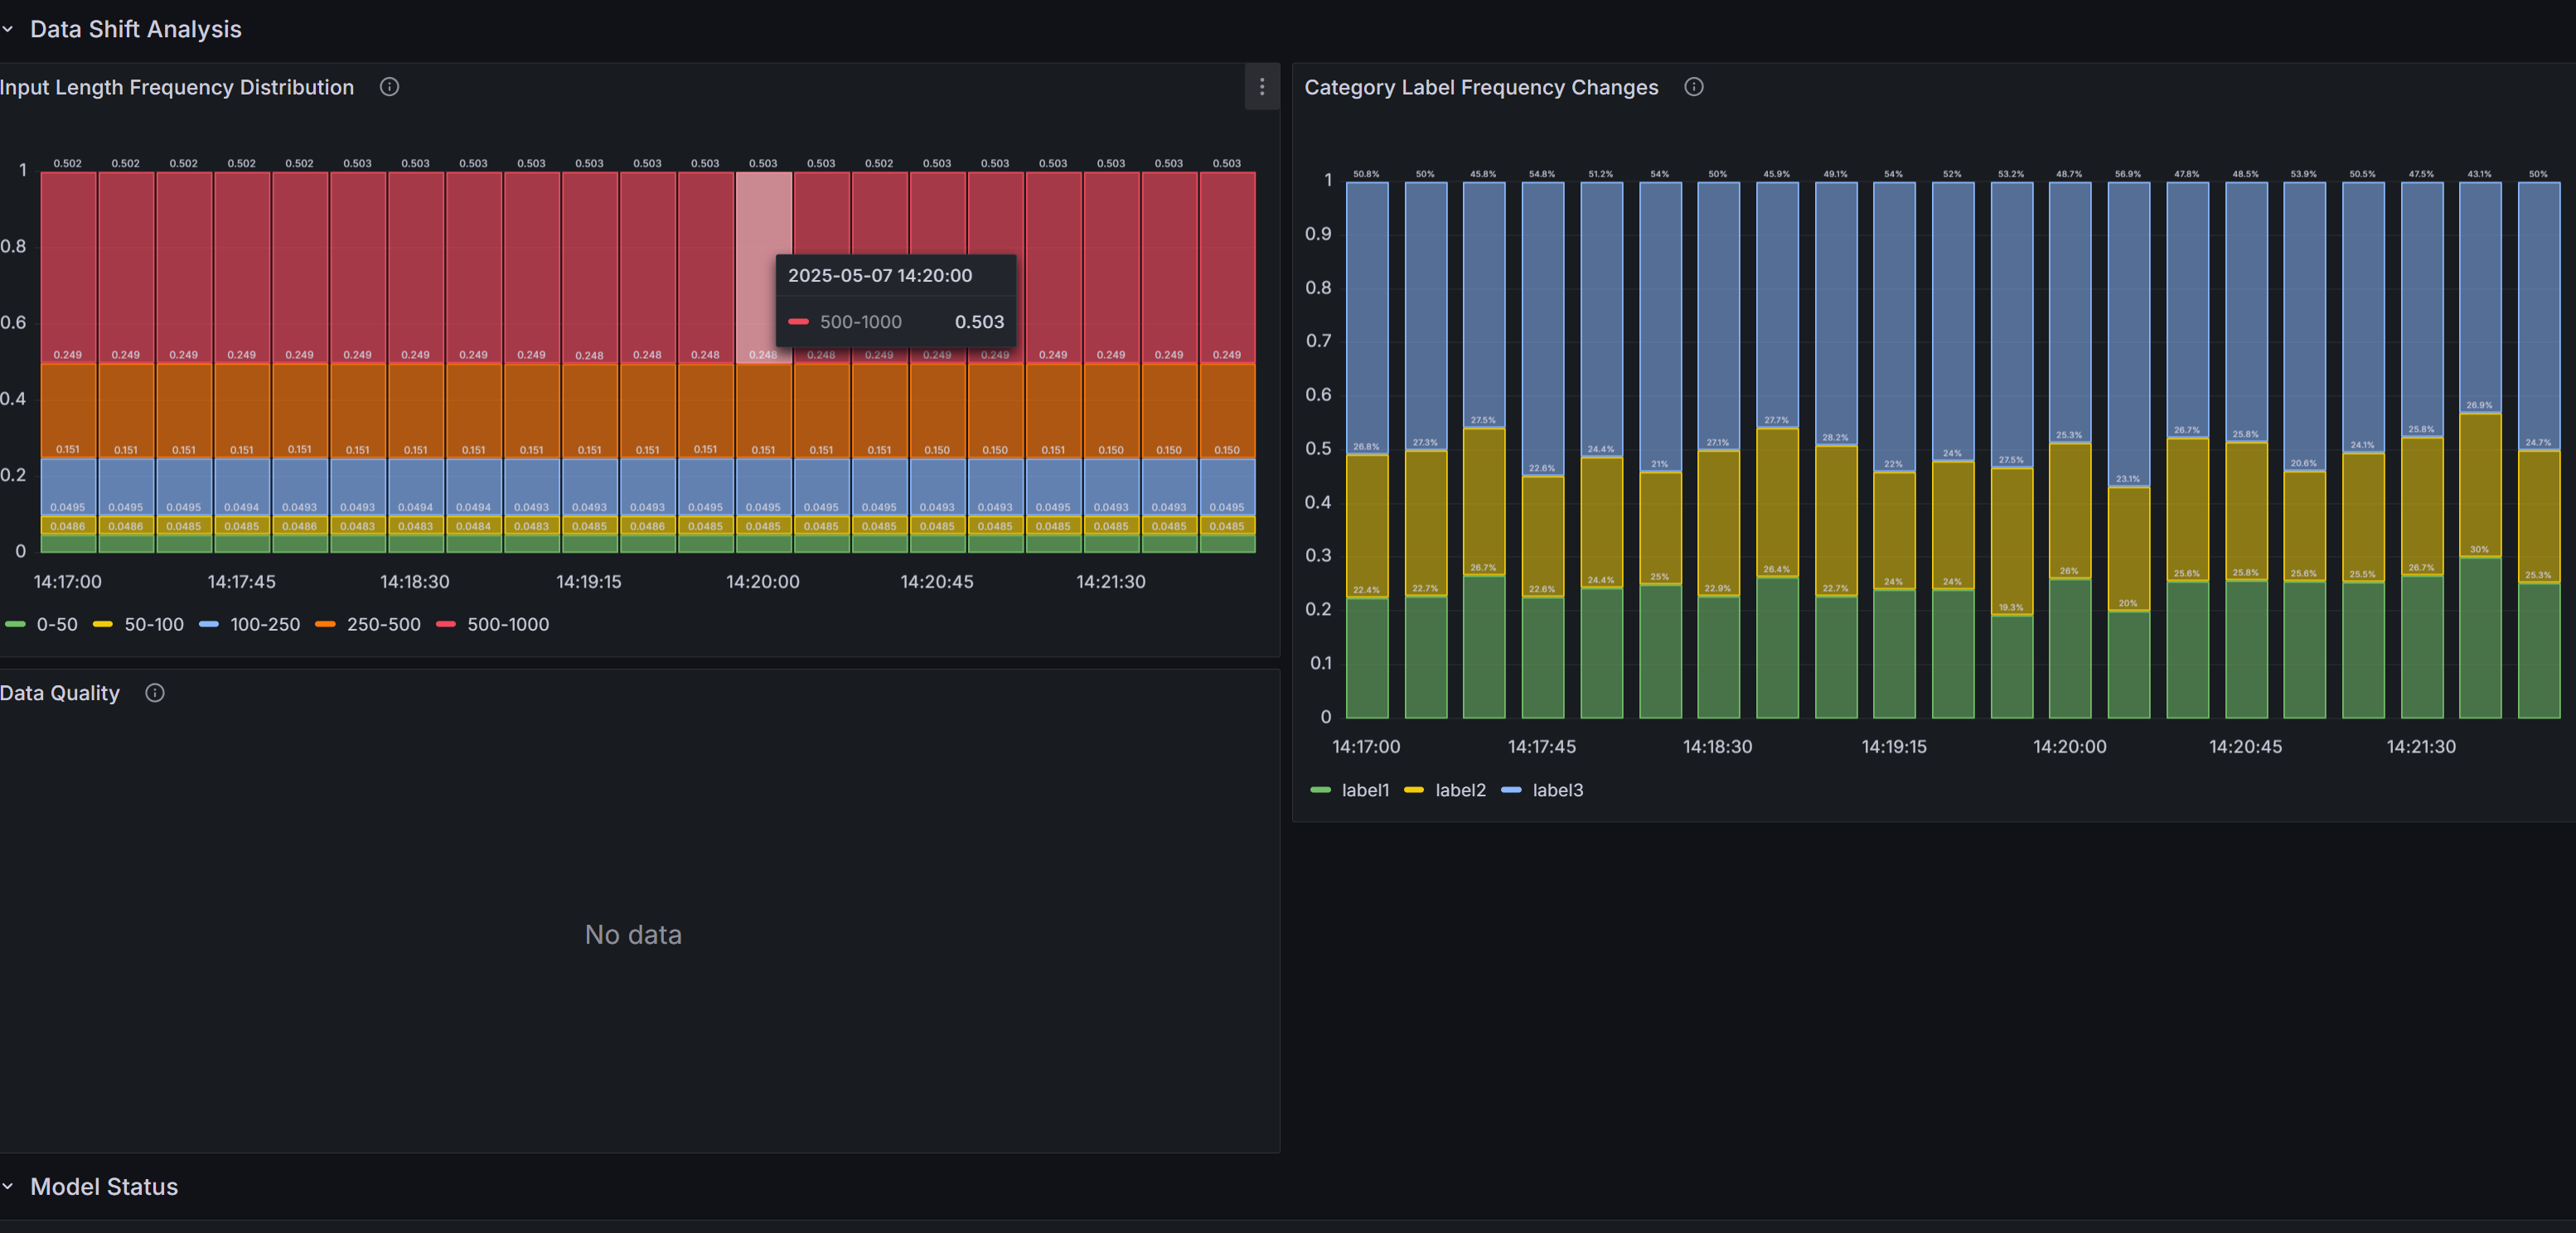 Data Shift Analysis
Input Length Frequency Distribution
0.502 0.502 0.502 0.502 0.502 0.503 0.503 0.503 0.503 0.503 0.503 0.503 0.503 0.503 0.502 0.503 0.503 0.503 0.503 0.503 0.503
1
0.8
2025-05-07 14:20:00
0.6
500-1000 0.503
0.249 0.249 0.249 0.249 0.249 0.249 0.249 0.249 0.249 0.248 0.248 0.248 0.248 0.248 0.249 0.249 0.249 0.249 0.249 0.249 0.249
0.4
0.151 0.151 0.151 0.151 0.151 0.151 0.151 0.151 0.151 0.151 0.151 0.151 0.151 0.151 0.151 0.150 0.150 0.151 0.150 0.150 0.150
0.2
0.0495 0.0495 0.0495 0.0494 0.0493 0.0494 0.0493 0.0494 0.0493 0.0493 0.0493 0.0495 0.0495 0.0495 0.0495 0.0493 0.0493 0.0495 0.0493 0.0493 0.0495
0.0486 0.0486 0.0485 0.0485 0.0486 0.0483 0.0483 0.0484 0.0483 0.0485 0.0486 0.0485 0.0485 0.0485 0.0485 0.0485 0.0485 0.0485 0.0485 0.0485 0.0485
0
14:17:00 14:17:45 14:18:30 14:19:15 14:20:00 14:20:45 14:21:30
0-50 50-100 100-250 250-500 500-1000
Category Label Frequency Changes
50.8% 50% 45.8% 54.8% 51.2% 54% 50% 45.9% 49.1% 54% 52% 53.2% 48.7% 56.9% 47.8% 48.5% 53.9% 50.5% 47.5% 43.1% 50%
1
0.9
0.8
0.7
0.6
0.5
26.8% 27.3% 27.5% 22.6% 24.4% 21% 27.1% 27.7% 28.2% 22% 24% 27.5% 25.3% 23.1% 26.7% 25.8% 20.6% 24.1% 25.8% 26.9% 24.7%
0.4
0.3
22.4% 22.7% 26.7% 22.6% 24.4% 25% 22.9% 26.4% 22.7% 24% 24% 19.3% 26% 20% 25.6% 25.8% 25.6% 25.5% 26.7% 30% 25.3%
0.2
0.1
0
14:17:00 14:17:45 14:18:30 14:19:15 14:20:00 14:20:45 14:21:30
label1 label2 label3
Data Quality
No data
Model Status